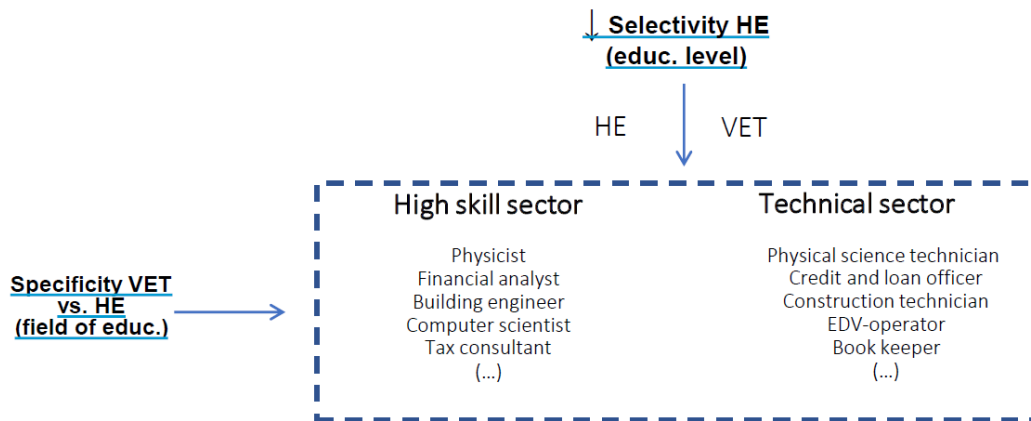 ↓ Selectivity HE
(educ. level)
HE VET
High skill sector
Physicist
Financial analyst
Building engineer
Computer scientist
Tax consultant
(...)
Technical sector
Physical science technician
Credit and loan officer
Construction technician
EDV-operator
Book keeper
(...)
Specificity VET
vs. HE
(field of educ.)